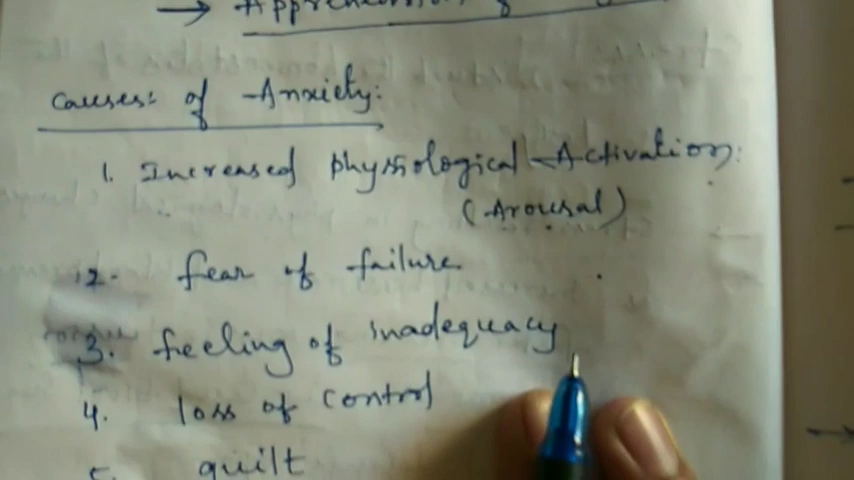 →
Causes: of Anxiety:
1. Increased physiological Activation:
(Arousal)
2. fear of failure
3. feeling of inadequacy
4. loss of control
5. guilt